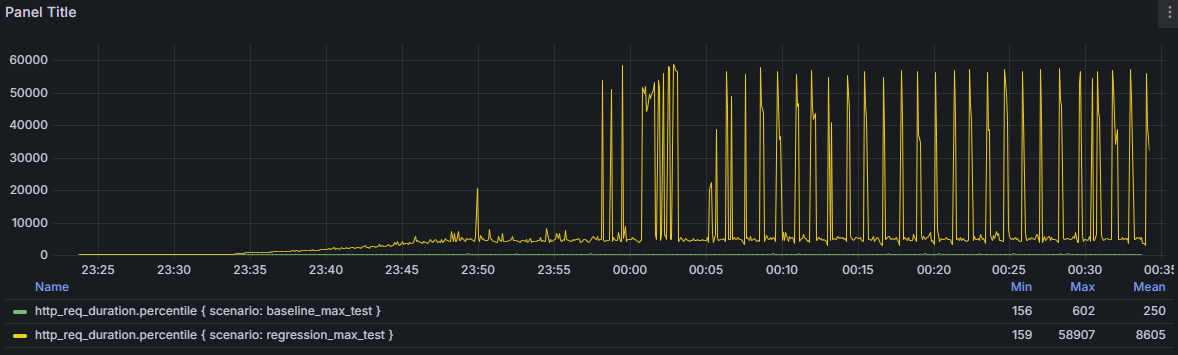 Panel Title
60000
50000
40000
30000
20000
10000
0
23:25 23:30 23:35 23:40 23:45 23:50 23:55 00:00 00:05 00:10 00:15 00:20 00:25 00:30 00:35
Name Min Max Mean
http_req_duration.percentile { scenario: baseline_max_test } 156 602 250
http_req_duration.percentile { scenario: regression_max_test } 159 58907 8605